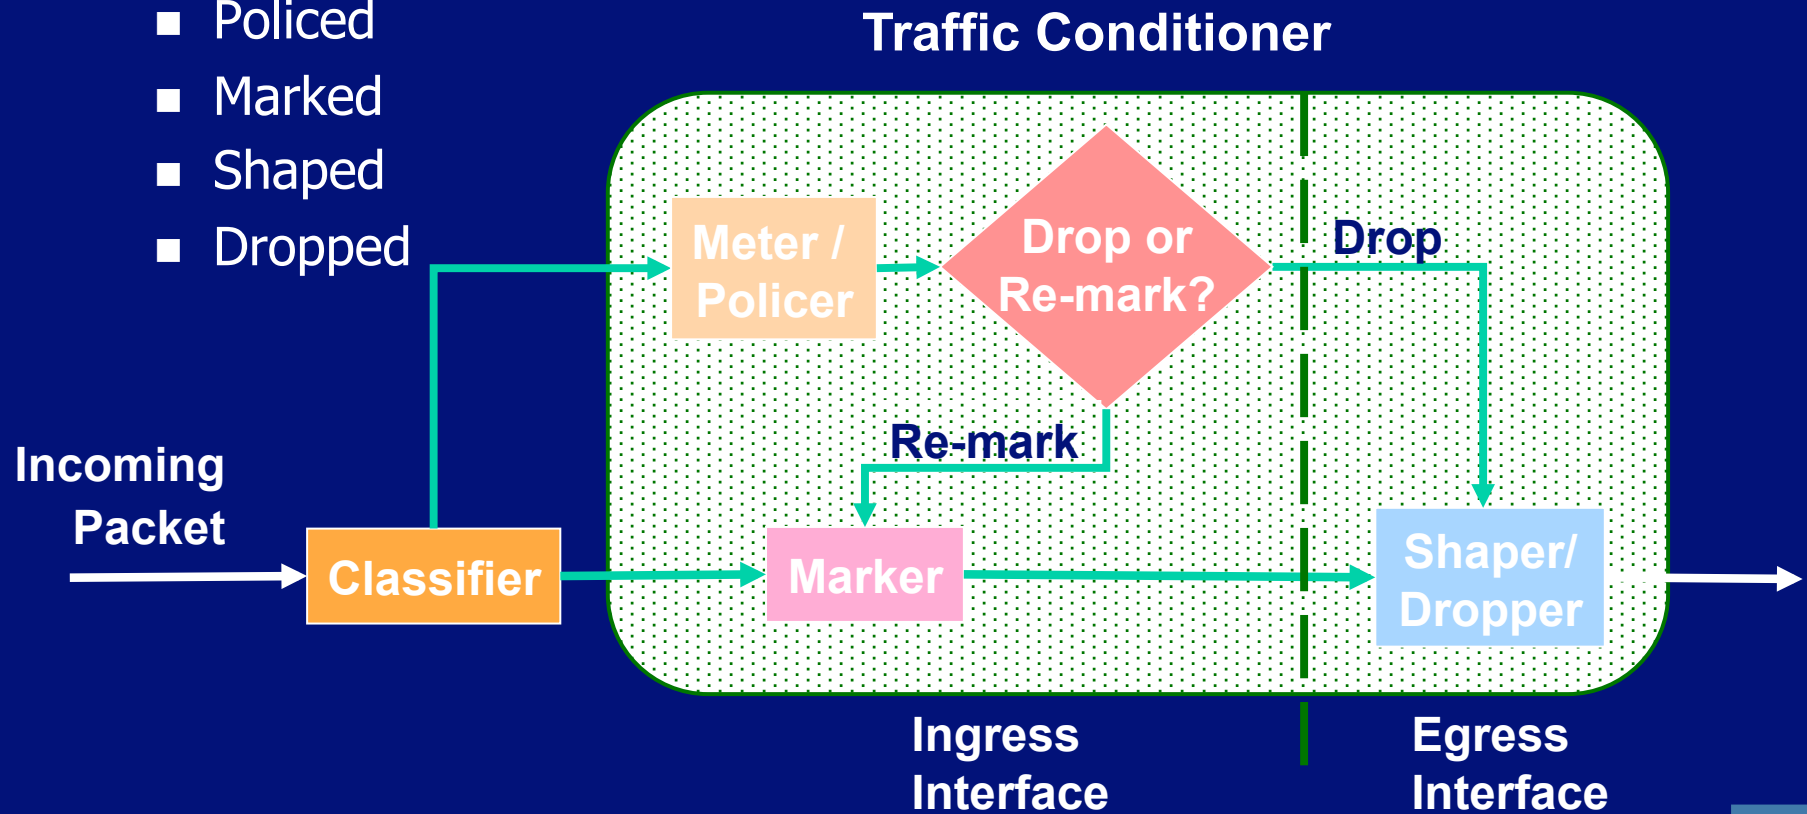 Policed
Marked
Shaped
Dropped
Traffic Conditioner
Meter /
Policer
Drop or
Re-mark?
Drop
Re-mark
Incoming
Packet
Classifier
Marker
Shaper/
Dropper
Ingress
Interface
Egress
Interface